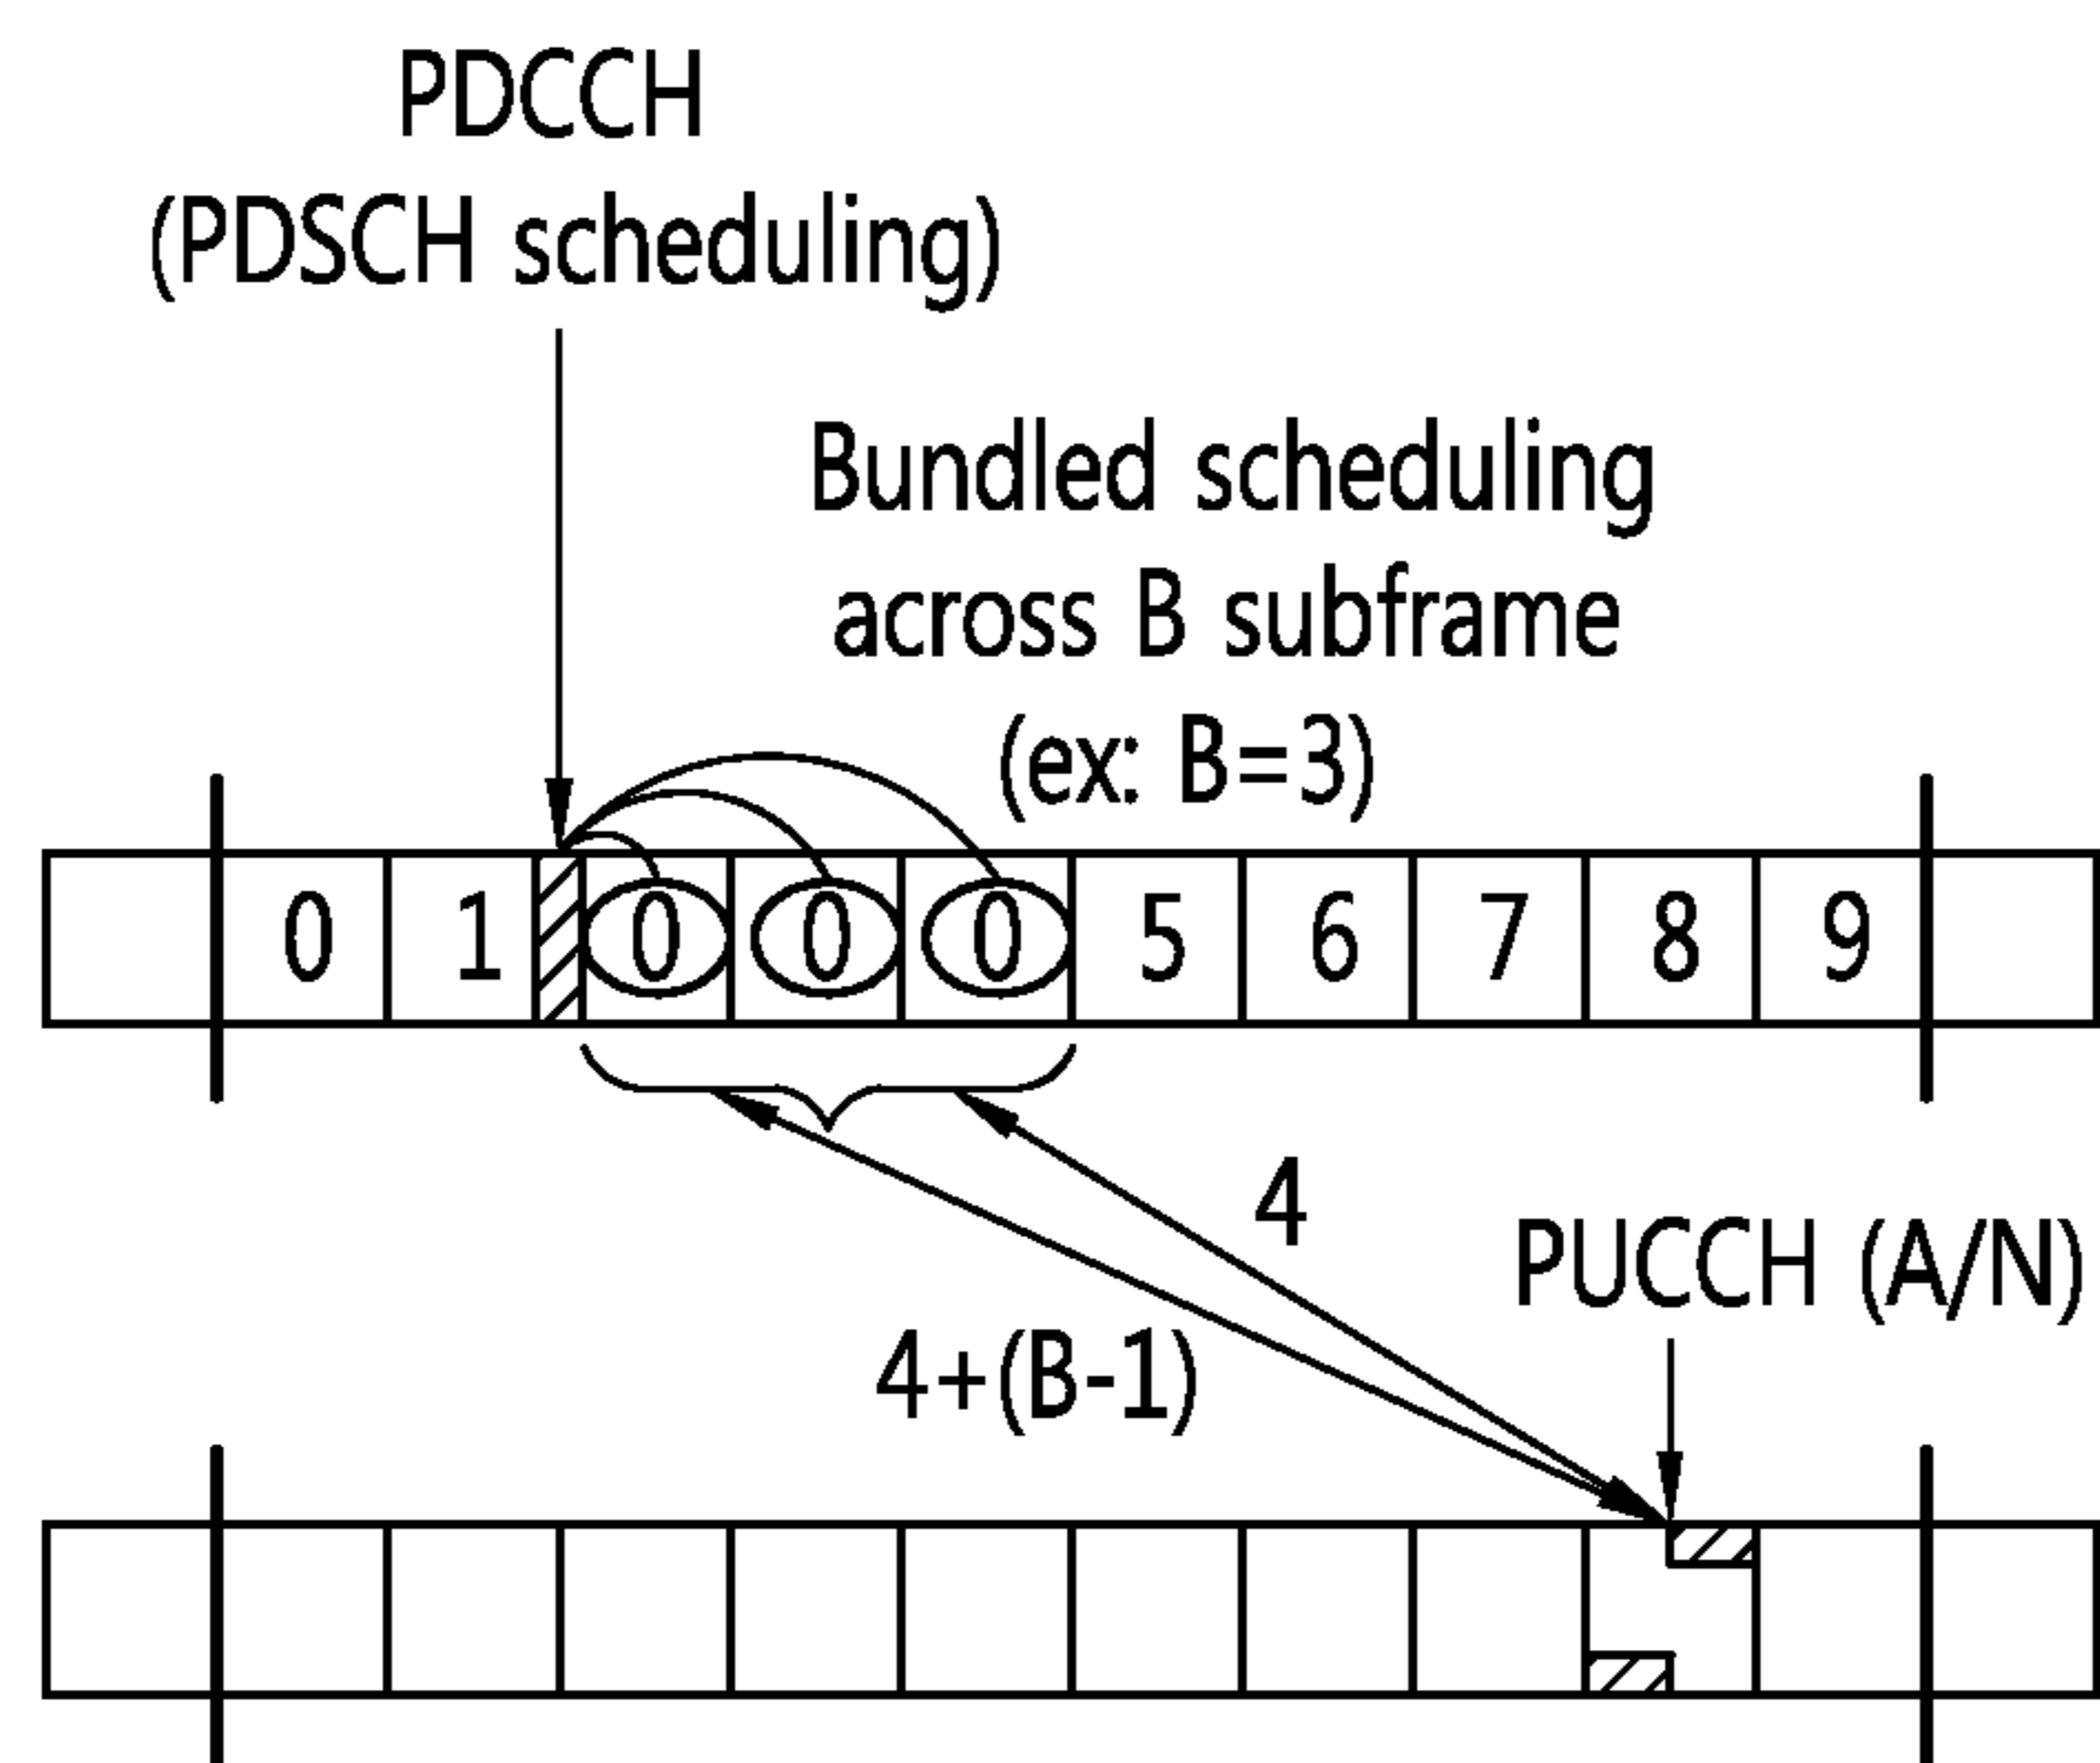 PDCCH
(PDSCH scheduling)
Bundled scheduling
across B subframe
(ex: B=3)
0 1 0 0 0 5 6 7 8 9
4
PUCCH (A/N)
4+(B-1)